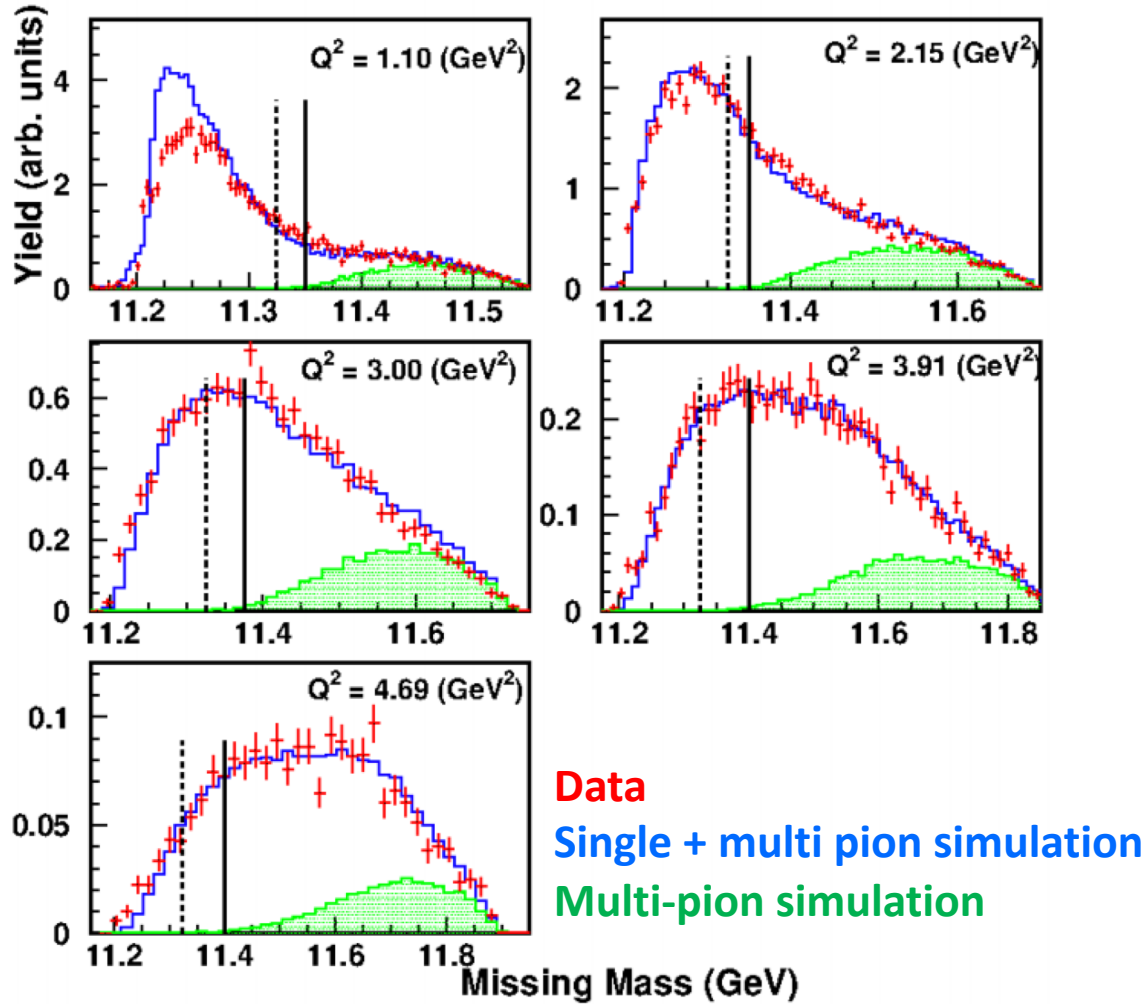 Yield (arb. units)
Q² = 1.10 (GeV²)
4
2
0
11.2 11.3 11.4 11.5
Q² = 2.15 (GeV²)
2
1
0
11.2 11.4 11.6
Q² = 3.00 (GeV²)
0.6
0.4
0.2
0
11.2 11.4 11.6
Q² = 3.91 (GeV²)
0.2
0.1
0
11.2 11.4 11.6 11.8
Q² = 4.69 (GeV²)
0.1
0.05
0
11.2 11.4 11.6 11.8
Data
Single + multi pion simulation
Multi-pion simulation
Missing Mass (GeV)